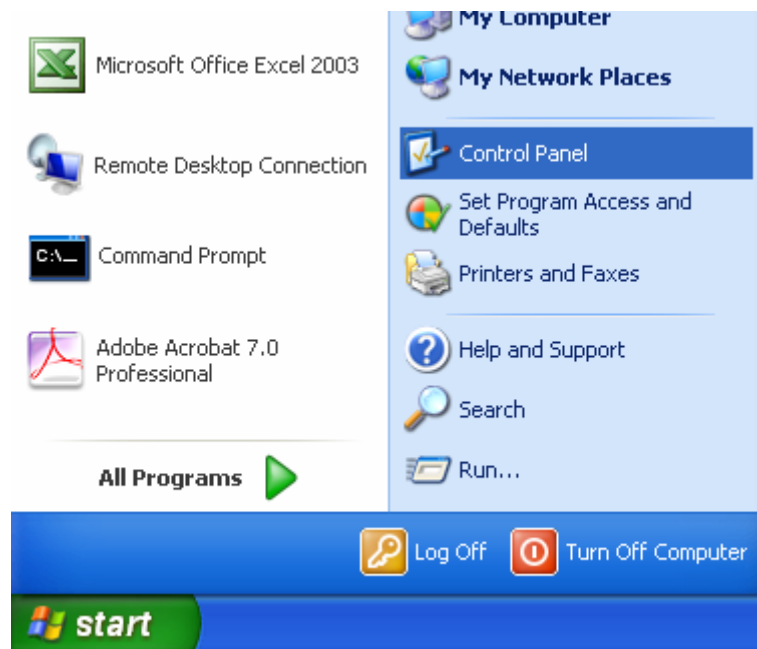 Microsoft Office Excel 2003
Remote Desktop Connection
C:\_
Command Prompt
Adobe Acrobat 7.0
Professional
All Programs
My Computer
My Network Places
Control Panel
Set Program Access and
Defaults
Printers and Faxes
Help and Support
Search
Run...
Log Off
Turn Off Computer
start